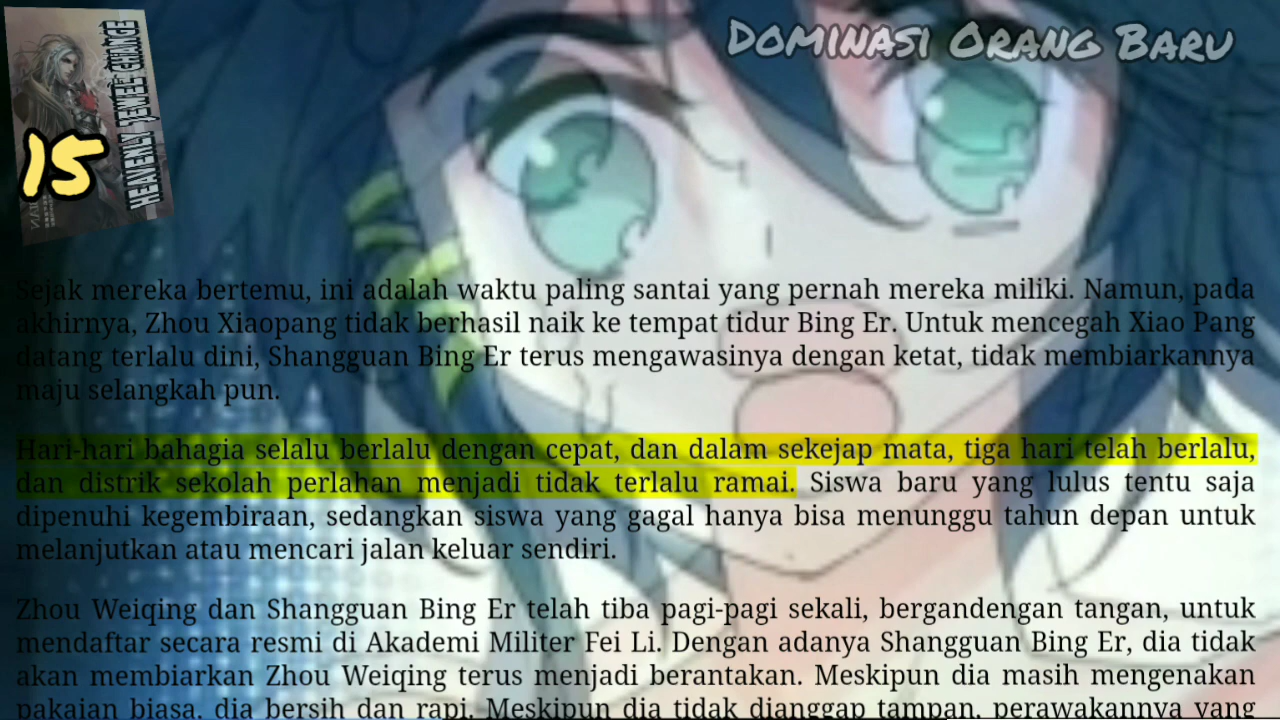 Dominasi Orang Baru
HEAVENLY JEWEL CHANGE
15
Sejak mereka bertemu, ini adalah waktu paling santai yang pernah mereka miliki. Namun, pada
akhirnya, Zhou Xiaopang tidak berhasil naik ke tempat tidur Bing Er. Untuk mencegah Xiao Pang
datang terlalu dini, Shangguan Bing Er terus mengawasinya dengan ketat, tidak membiarkannya
maju selangkah pun.
Hari-hari bahagia selalu berlalu dengan cepat, dan dalam sekejap mata, tiga hari telah berlalu,
dan distrik sekolah perlahan menjadi tidak terlalu ramai. Siswa baru yang lulus tentu saja
dipenuhi kegembiraan, sedangkan siswa yang gagal hanya bisa menunggu tahun depan untuk
melanjutkan atau mencari jalan keluar sendiri.
Zhou Weiqing dan Shangguan Bing Er telah tiba pagi-pagi sekali, bergandengan tangan, untuk
mendaftar secara resmi di Akademi Militer Fei Li. Dengan adanya Shangguan Bing Er, dia tidak
akan membiarkan Zhou Weiqing terus menjadi berantakan. Meskipun dia masih mengenakan
pakaian biasa, dia bersih dan rapi. Meskipun dia tidak dianggap tampan, perawakannya yang